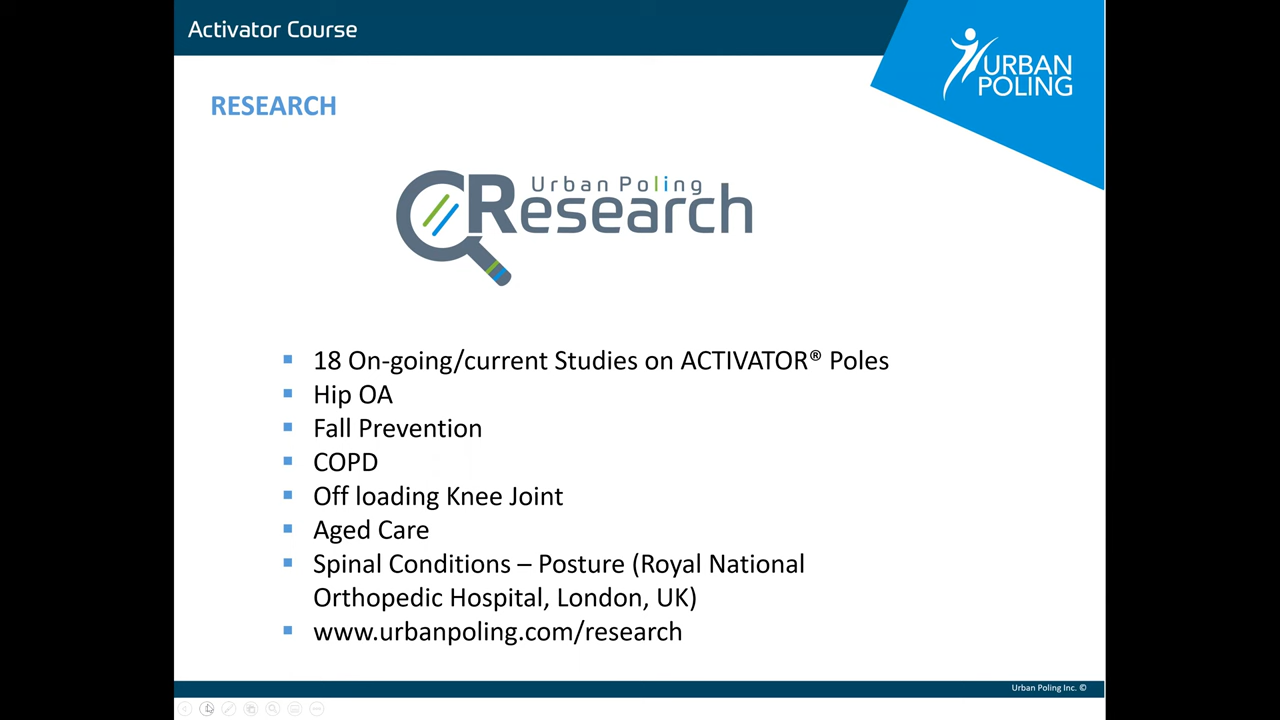 Activator Course
URBAN
POLING
RESEARCH
Urban Poling
Research
18 On-going/current Studies on ACTIVATOR® Poles
Hip OA
Fall Prevention
COPD
Off loading Knee Joint
Aged Care
Spinal Conditions – Posture (Royal National
Orthopedic Hospital, London, UK)
www.urbanpoling.com/research
Urban Poling Inc. ©